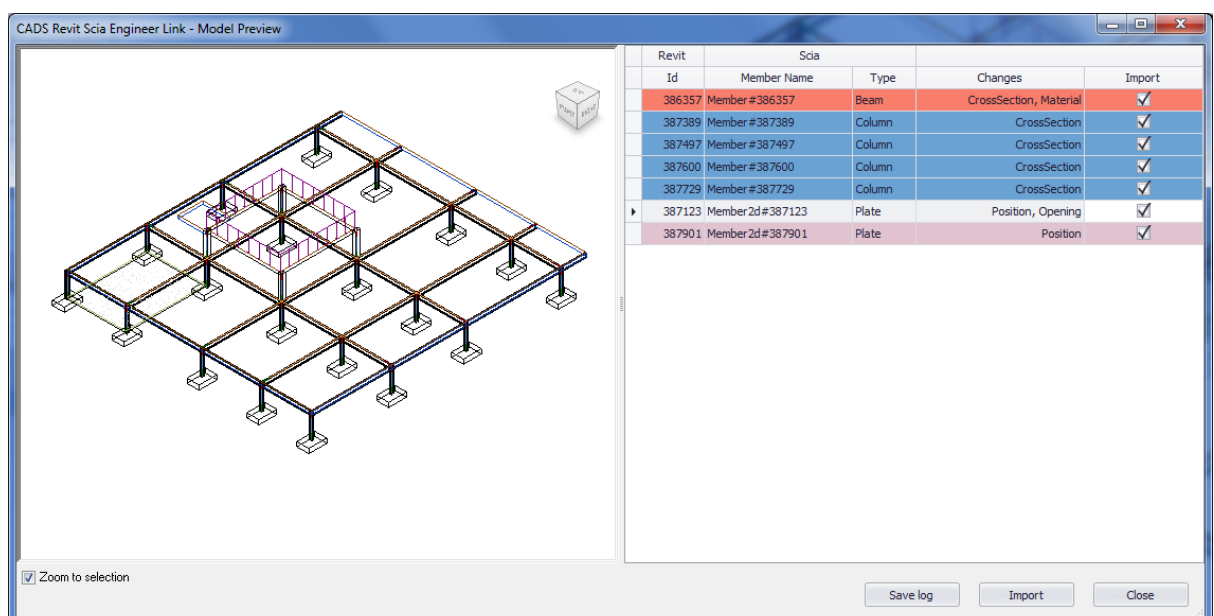 CADS Revit Scia Engineer Link - Model Preview
Revit Scia
Id Member Name Type Changes Import
386357 Member#386357 Beam CrossSection, Material
387389 Member#387389 Column CrossSection
387497 Member#387497 Column CrossSection
387600 Member#387600 Column CrossSection
387729 Member#387729 Column CrossSection
387123 Member2d#387123 Plate Position, Opening
387901 Member2d#387901 Plate Position
Zoom to selection
Save log Import Close